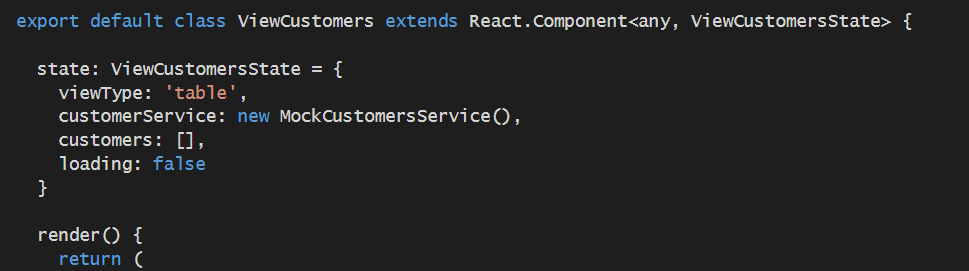 export default class ViewCustomers extends React.Component<any, ViewCustomersState> {
state: ViewCustomersState = {
viewType: 'table',
customerService: new MockCustomersService(),
customers: [],
loading: false
}
render() {
return (